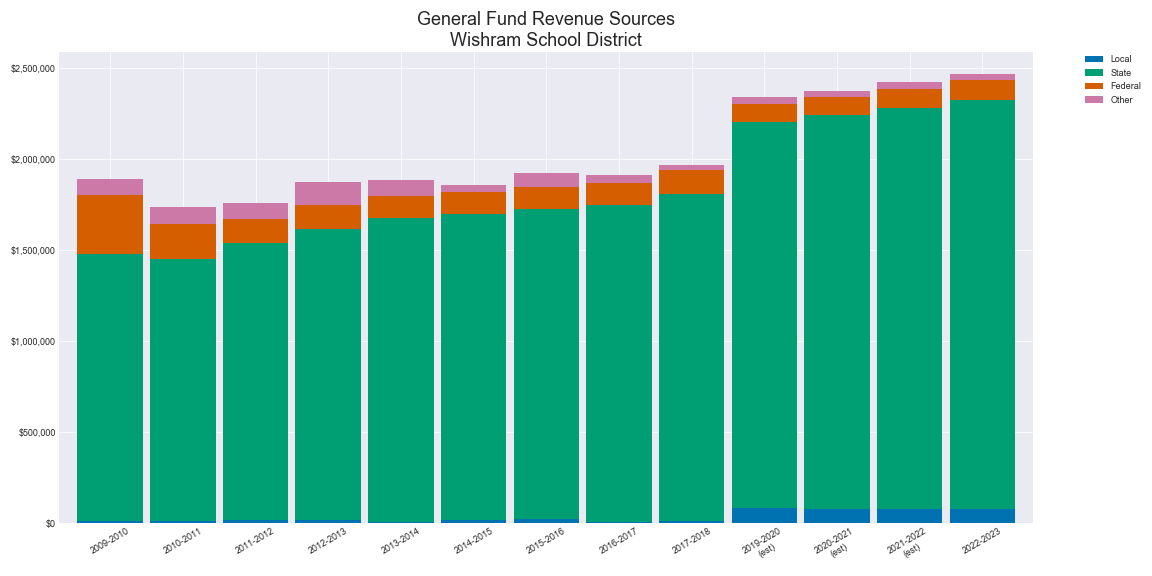 General Fund Revenue Sources
Wishram School District
Local
State
Federal
Other
$2,500,000
$2,000,000
$1,500,000
$1,000,000
$500,000
$0
2009-2010
2010-2011
2011-2012
2012-2013
2013-2014
2014-2015
2015-2016
2016-2017
2017-2018
2019-2020
(est)
2020-2021
(est)
2021-2022
(est)
2022-2023